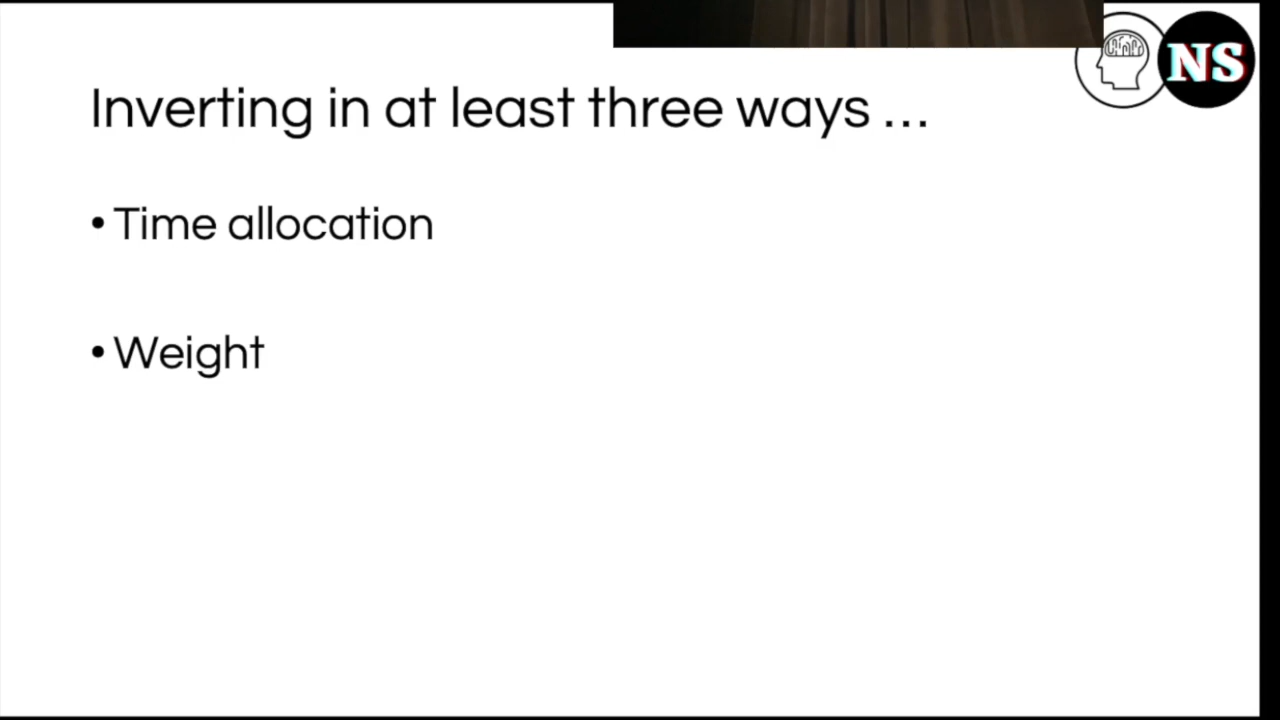 NS
Inverting in at least three ways …
• Time allocation
• Weight